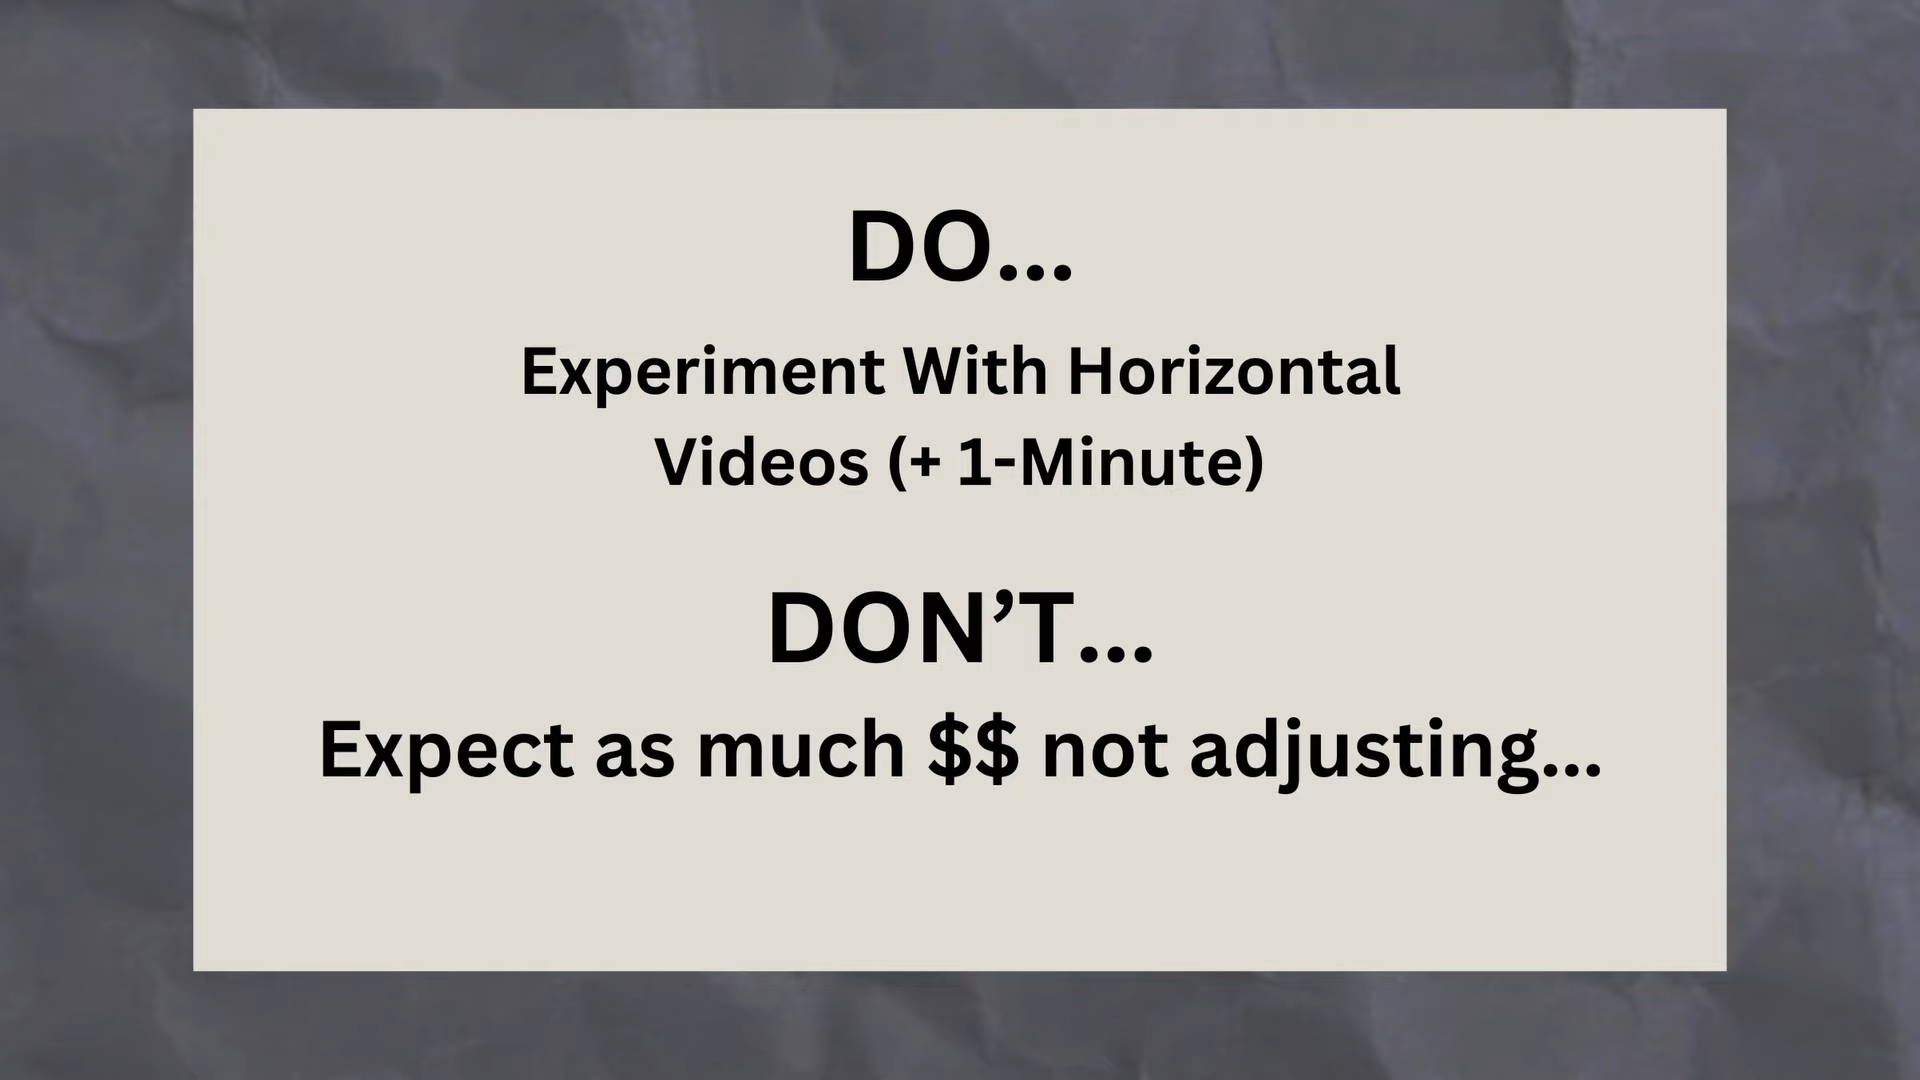 DO...
Experiment With Horizontal
Videos (+ 1-Minute)
DON’T...
Expect as much $$ not adjusting...